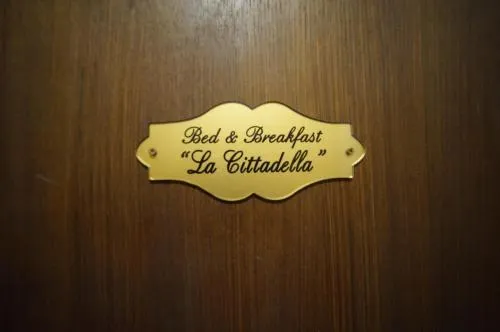 Bed & Breakfast
"La Cittadella"